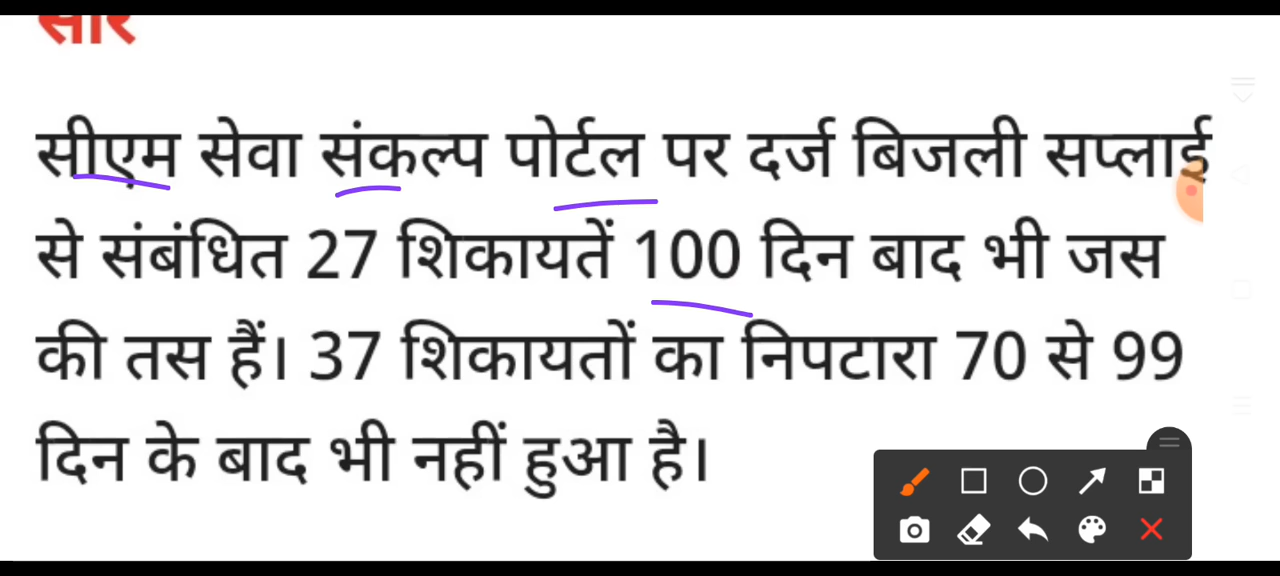 सार
सीएम सेवा संकल्प पोर्टल पर दर्ज बिजली सप्लाई
से संबंधित 27 शिकायतें 100 दिन बाद भी जस
की तस हैं। 37 शिकायतों का निपटारा 70 से 99
दिन के बाद भी नहीं हुआ है।